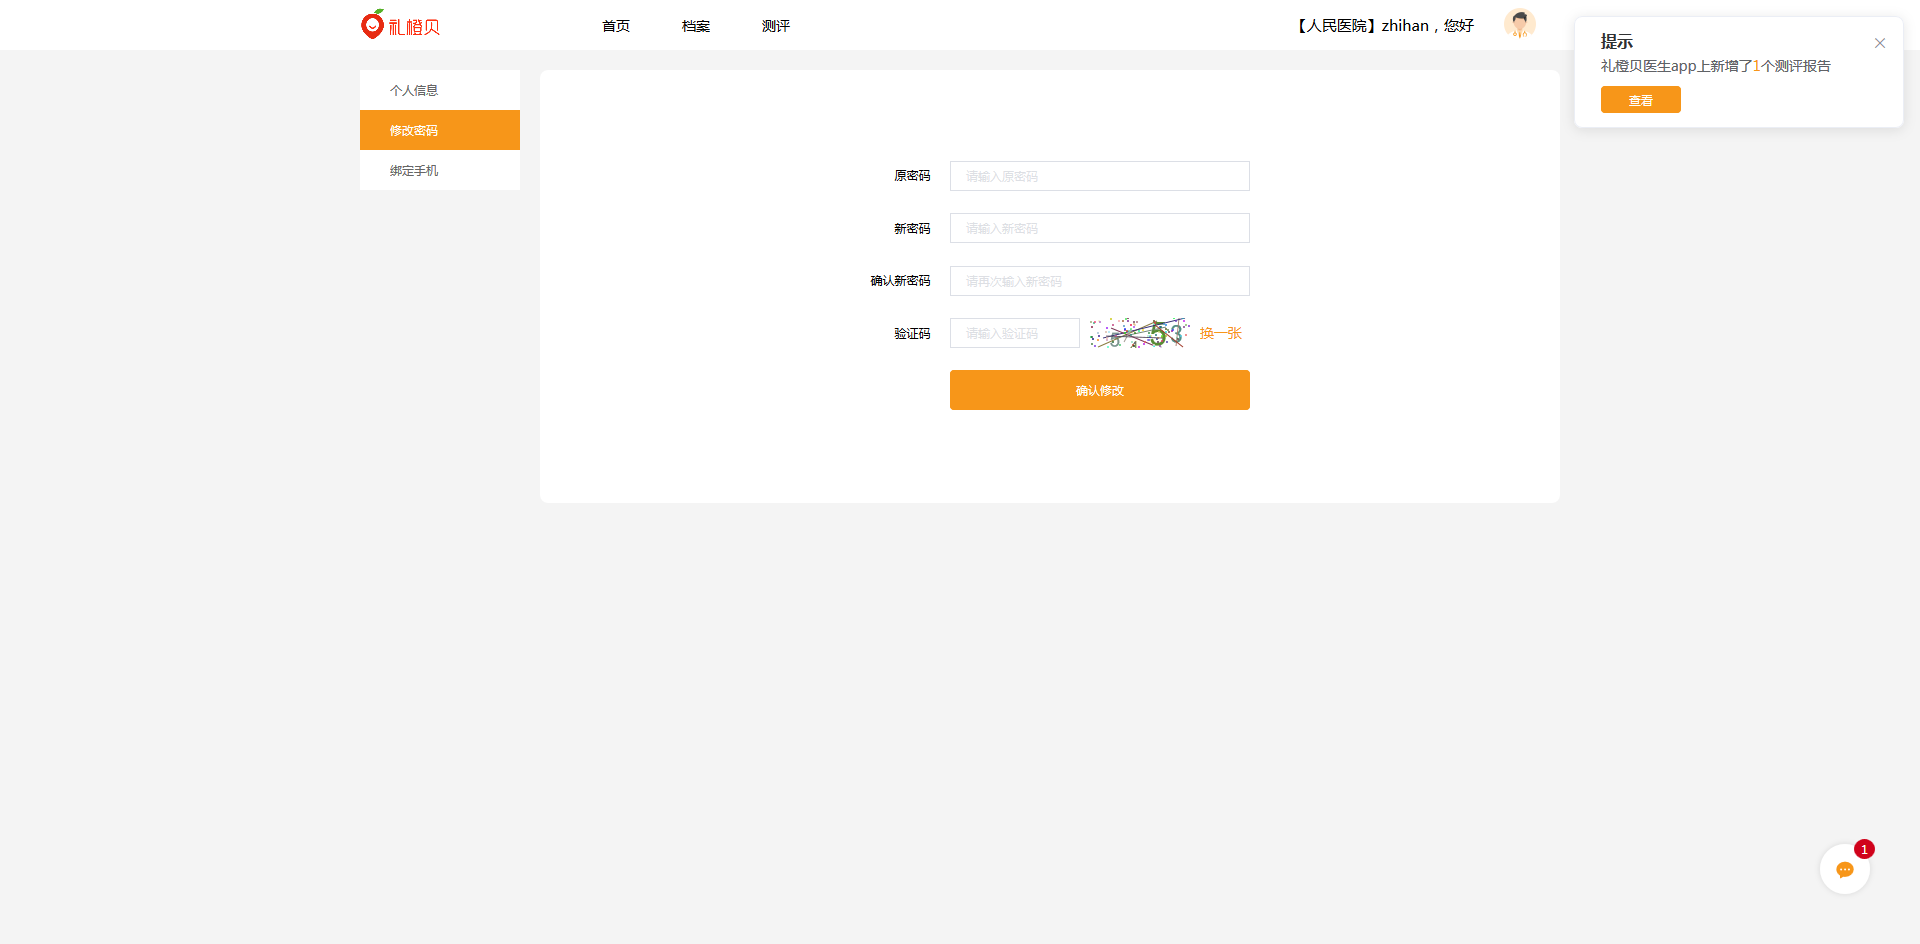 礼橙贝
首页
档案
测评
【人民医院】zhihan，您好
提示
礼橙贝医生app上新增了1个测评报告
查看
个人信息
修改密码
绑定手机
原密码
请输入原密码
新密码
请输入新密码
确认新密码
请再次输入新密码
验证码
请输入验证码
换一张
确认修改
1